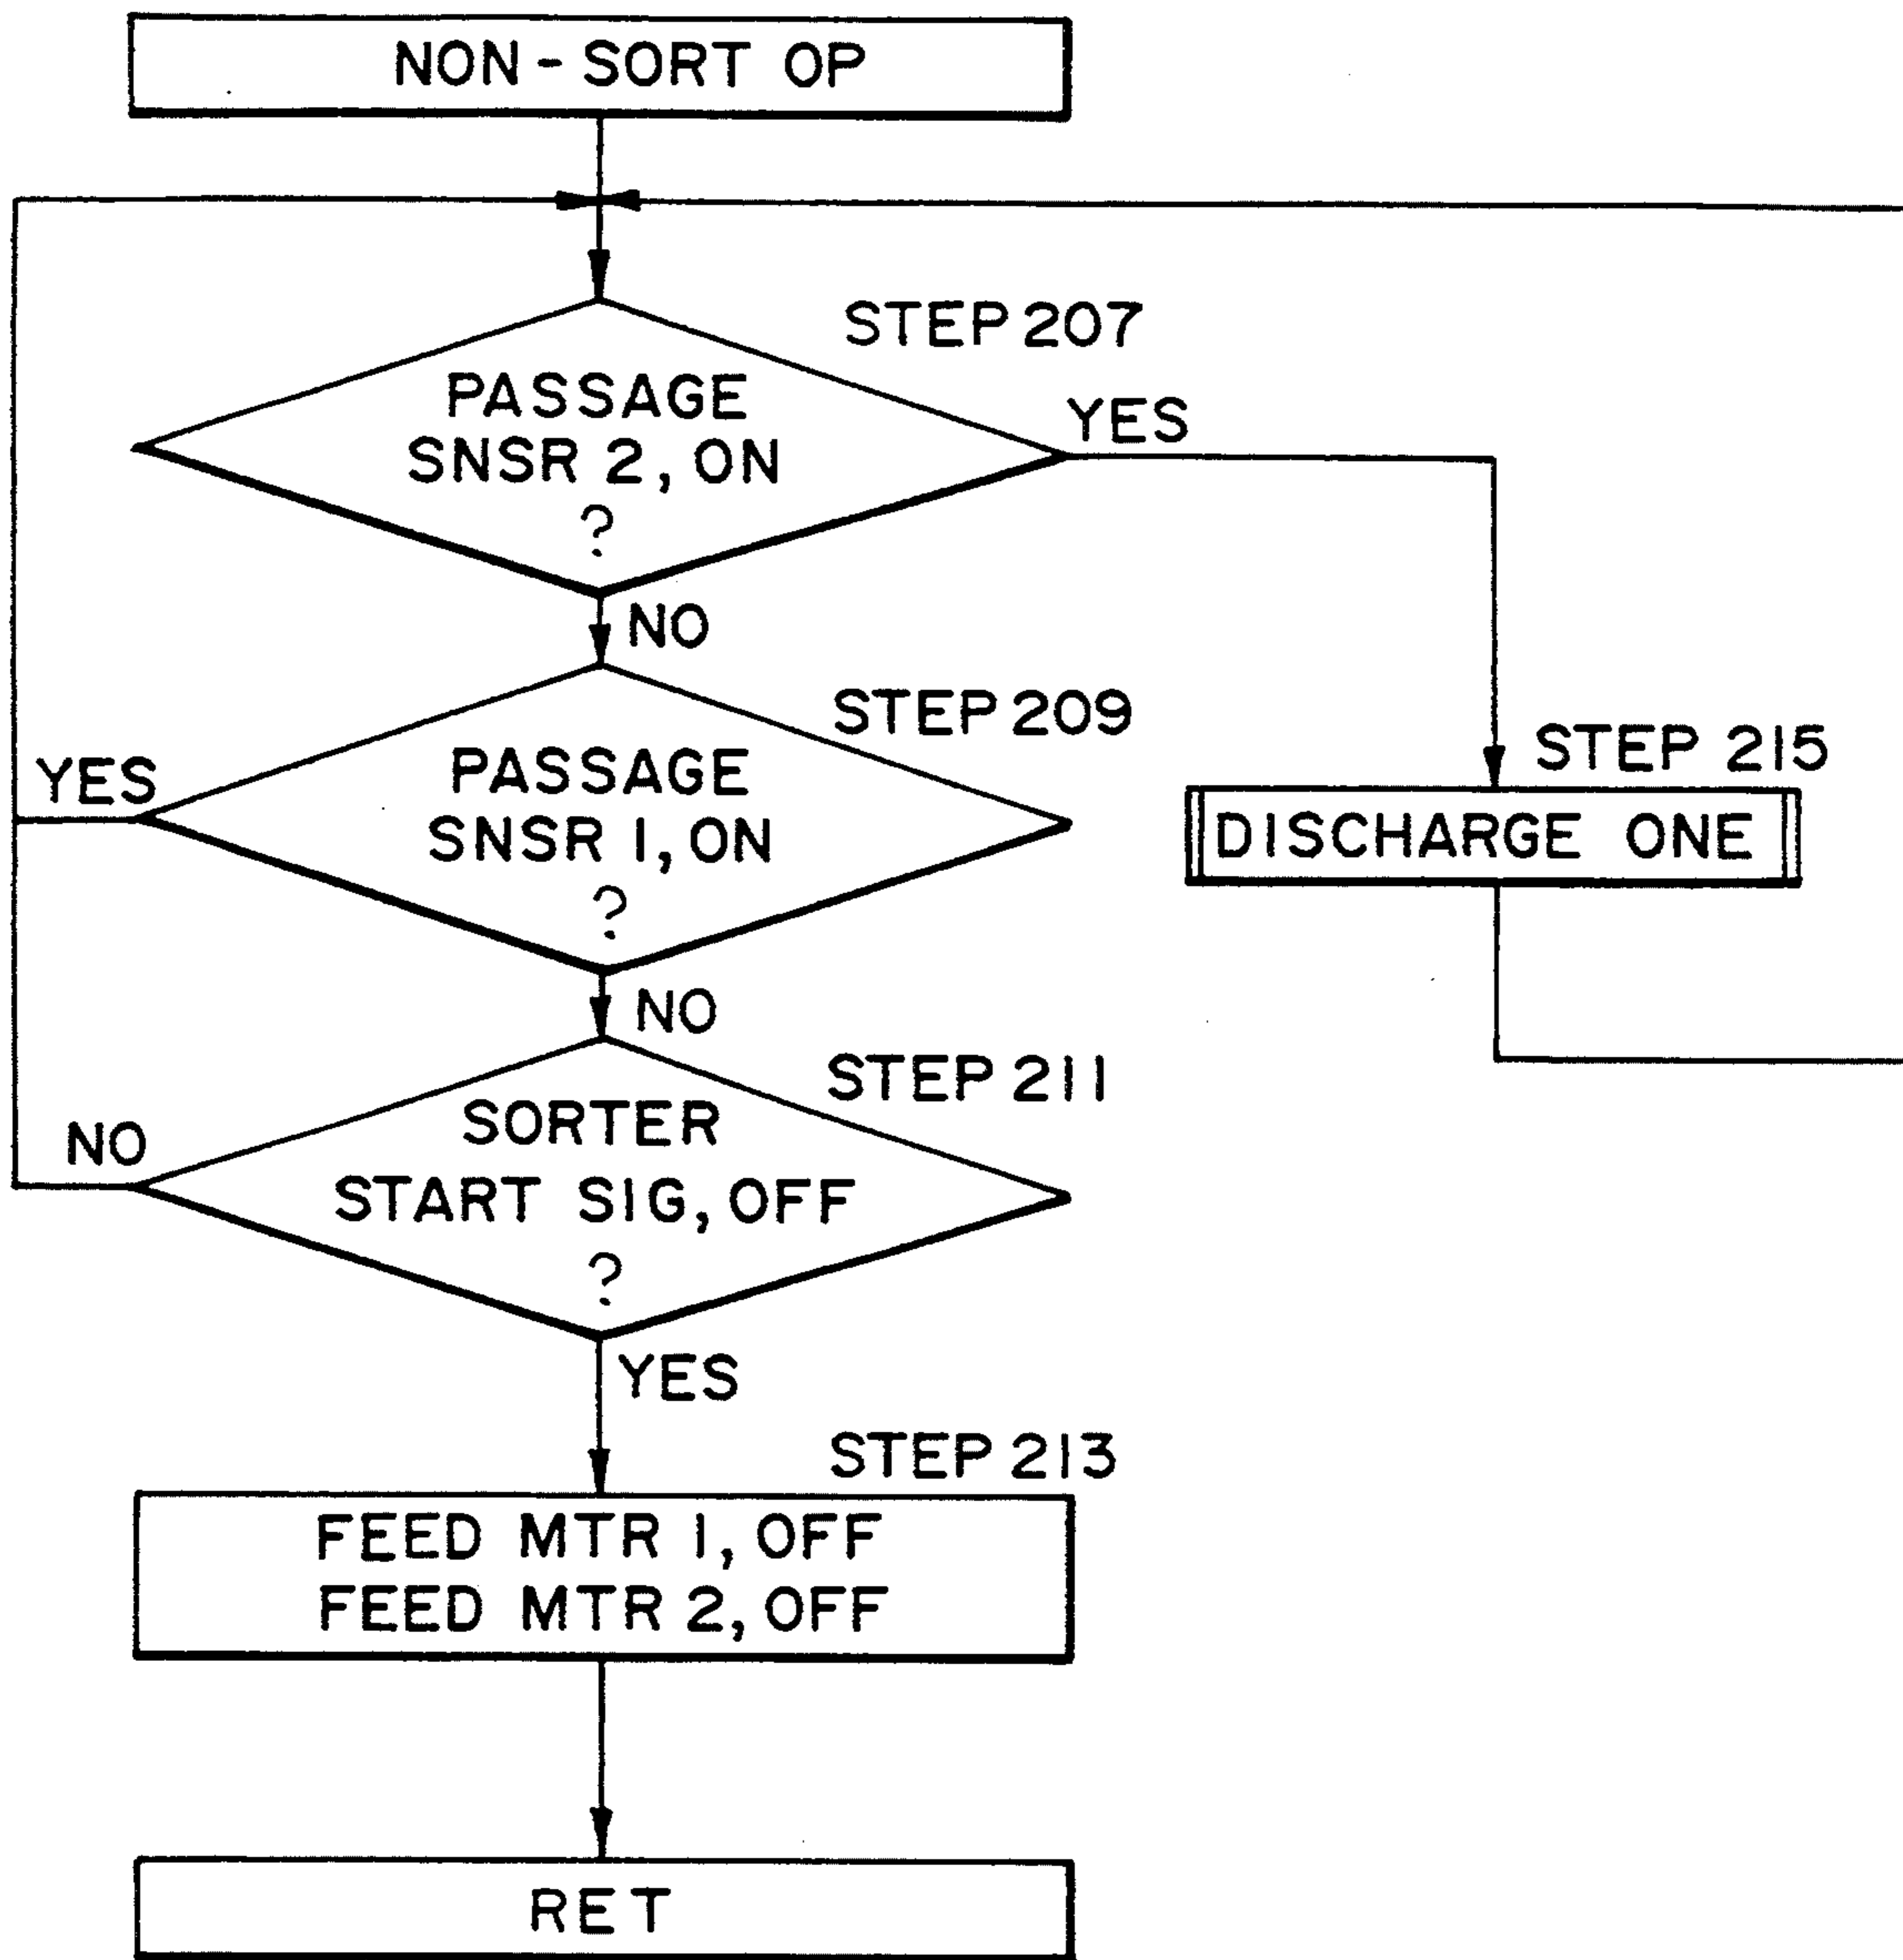 NON-SORT OP
STEP 207
PASSAGE
SNSR 2, ON
?
YES
NO
STEP 209
PASSAGE
SNSR 1, ON
?
YES
STEP 215
DISCHARGE ONE
NO
STEP 211
SORTER
START SIG, OFF
?
NO
YES
STEP 213
FEED MTR 1, OFF
FEED MTR 2, OFF
RET